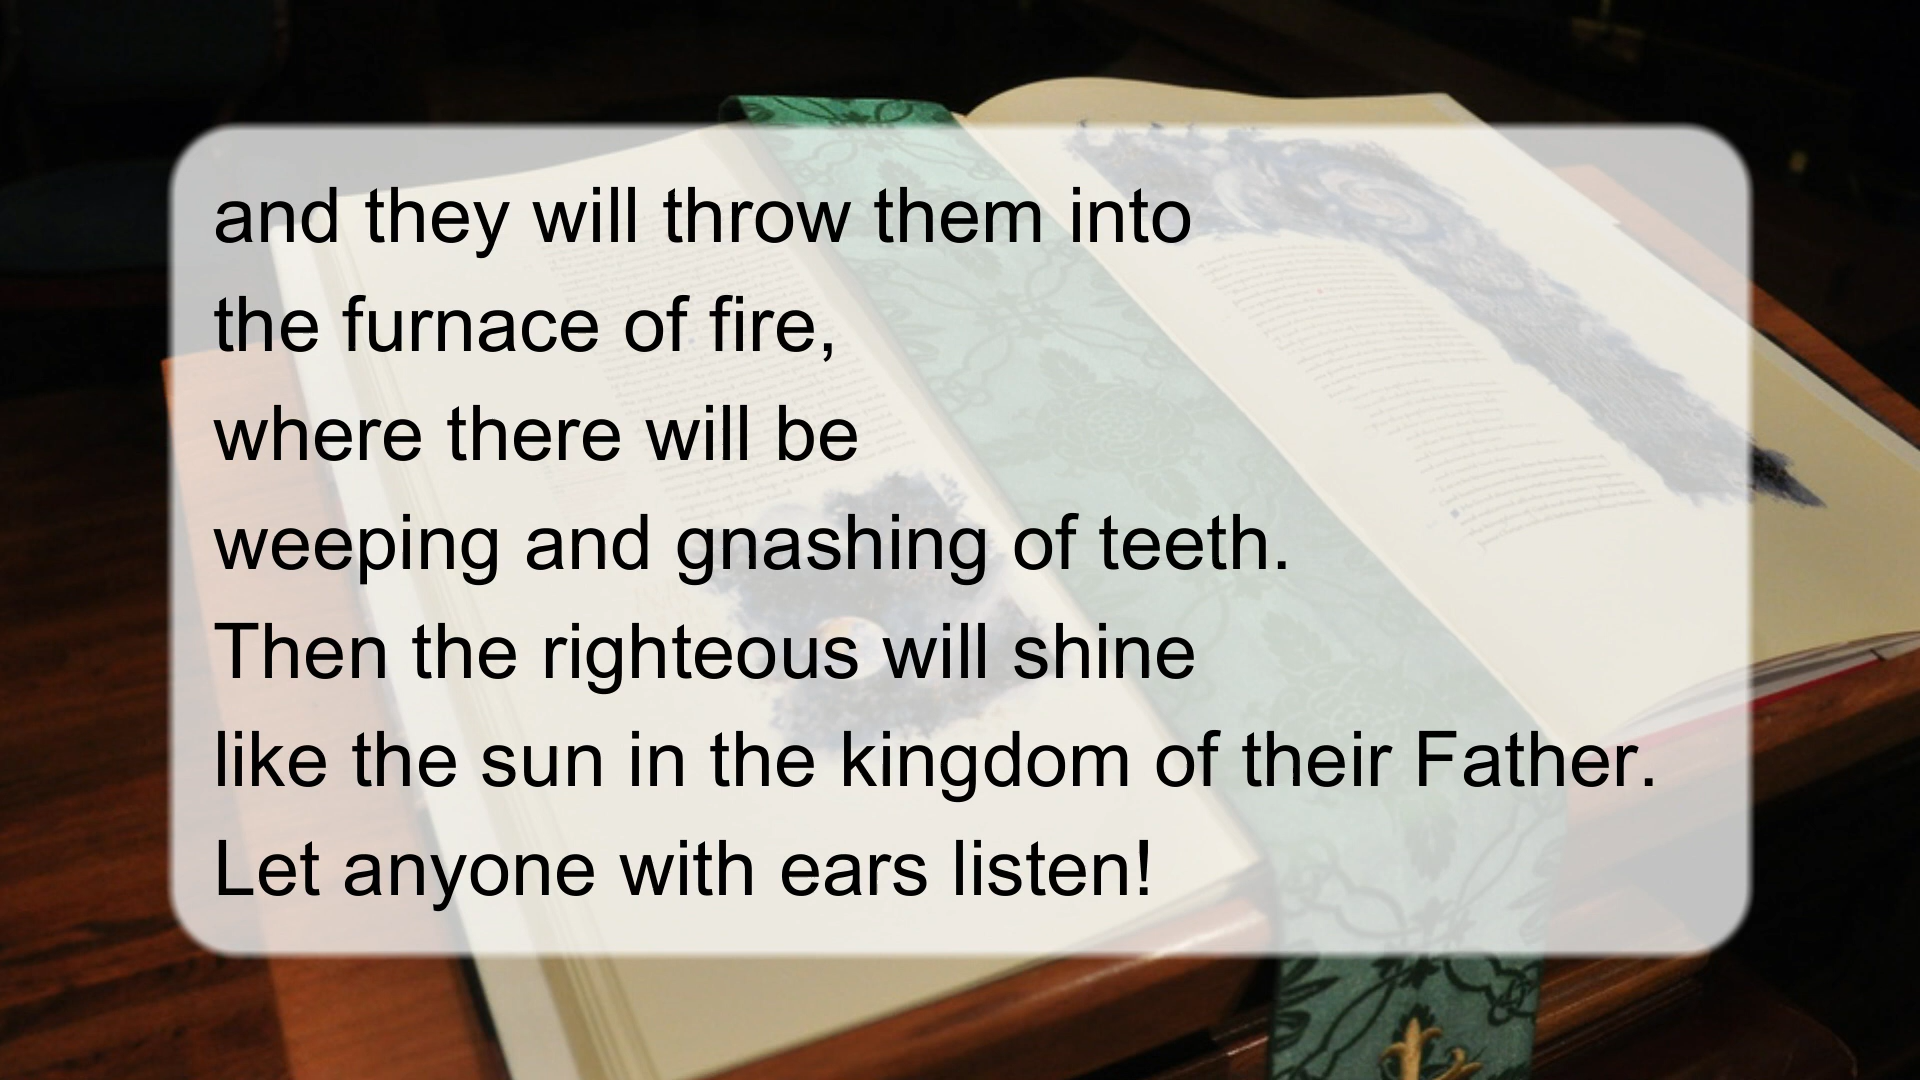 and they will throw them into
the furnace of fire,
where there will be
weeping and gnashing of teeth.
Then the righteous will shine
like the sun in the kingdom of their Father.
Let anyone with ears listen!